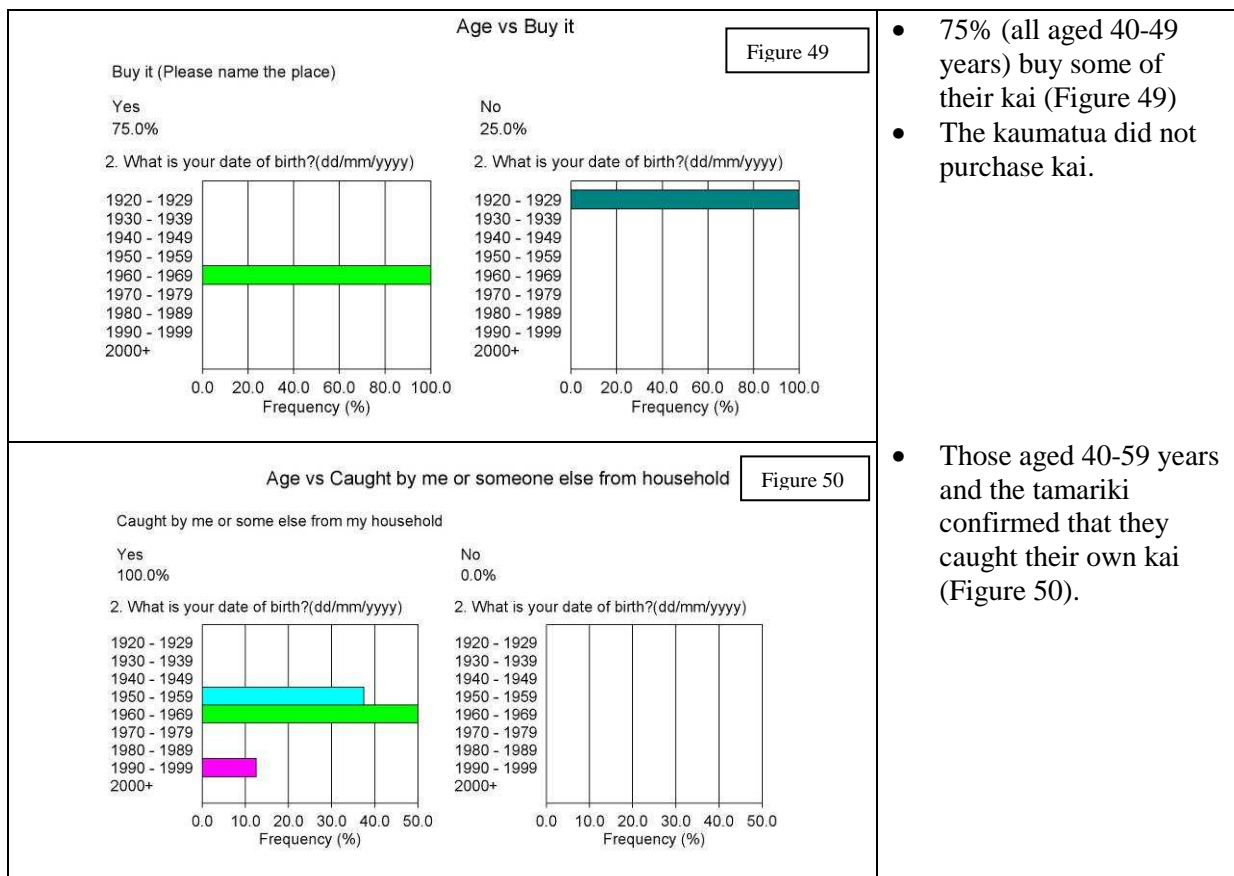 Age vs Buy it
Figure 49
Buy it (Please name the place)
Yes
75.0%
2. What is your date of birth?(dd/mm/yyyy)
1920 - 1929
1930 - 1939
1940 - 1949
1950 - 1959
1960 - 1969
1970 - 1979
1980 - 1989
1990 - 1999
2000+
0.0 20.0 40.0 60.0 80.0 100.0
Frequency (%)
No
25.0%
2. What is your date of birth?(dd/mm/yyyy)
1920 - 1929
1930 - 1939
1940 - 1949
1950 - 1959
1960 - 1969
1970 - 1979
1980 - 1989
1990 - 1999
2000+
0.0 20.0 40.0 60.0 80.0 100.0
Frequency (%)
• 75% (all aged 40-49
years) buy some of
their kai (Figure 49)
• The kaumatua did not
purchase kai.
Age vs Caught by me or someone else from household
Figure 50
Caught by me or some else from my household
Yes
100.0%
2. What is your date of birth?(dd/mm/yyyy)
1920 - 1929
1930 - 1939
1940 - 1949
1950 - 1959
1960 - 1969
1970 - 1979
1980 - 1989
1990 - 1999
2000+
0.0 10.0 20.0 30.0 40.0 50.0
Frequency (%)
No
0.0%
2. What is your date of birth?(dd/mm/yyyy)
1920 - 1929
1930 - 1939
1940 - 1949
1950 - 1959
1960 - 1969
1970 - 1979
1980 - 1989
1990 - 1999
2000+
0.0 10.0 20.0 30.0 40.0 50.0
Frequency (%)
• Those aged 40-59 years
and the tamariki
confirmed that they
caught their own kai
(Figure 50).